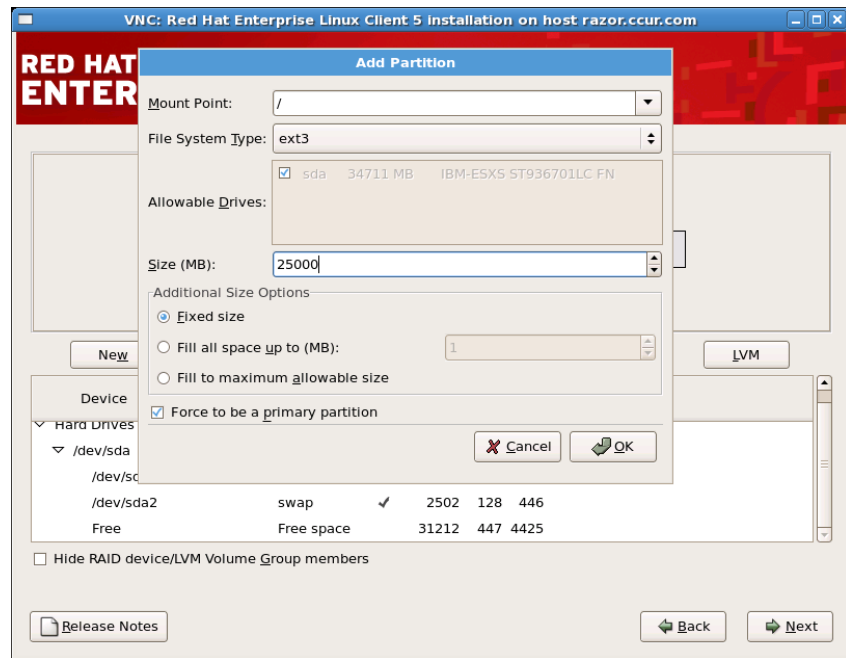 VNC: Red Hat Enterprise Linux Client 5 installation on host razor.ccur.com
RED HAT
ENTER
Add Partition
Mount Point:
/
File System Type:
ext3
Allowable Drives:
sda 34711 MB IBM-ESXS ST936701LC FN
Size (MB):
25000
Additional Size Options
Fixed size
Fill all space up to (MB):
1
Fill to maximum allowable size
Force to be a primary partition
Cancel
OK
New
LVM
Device
Hard Drives
/dev/sda
/dev/sd
/dev/sda2 swap 2502 128 446
Free Free space 31212 447 4425
Hide RAID device/LVM Volume Group members
Release Notes
Back
Next